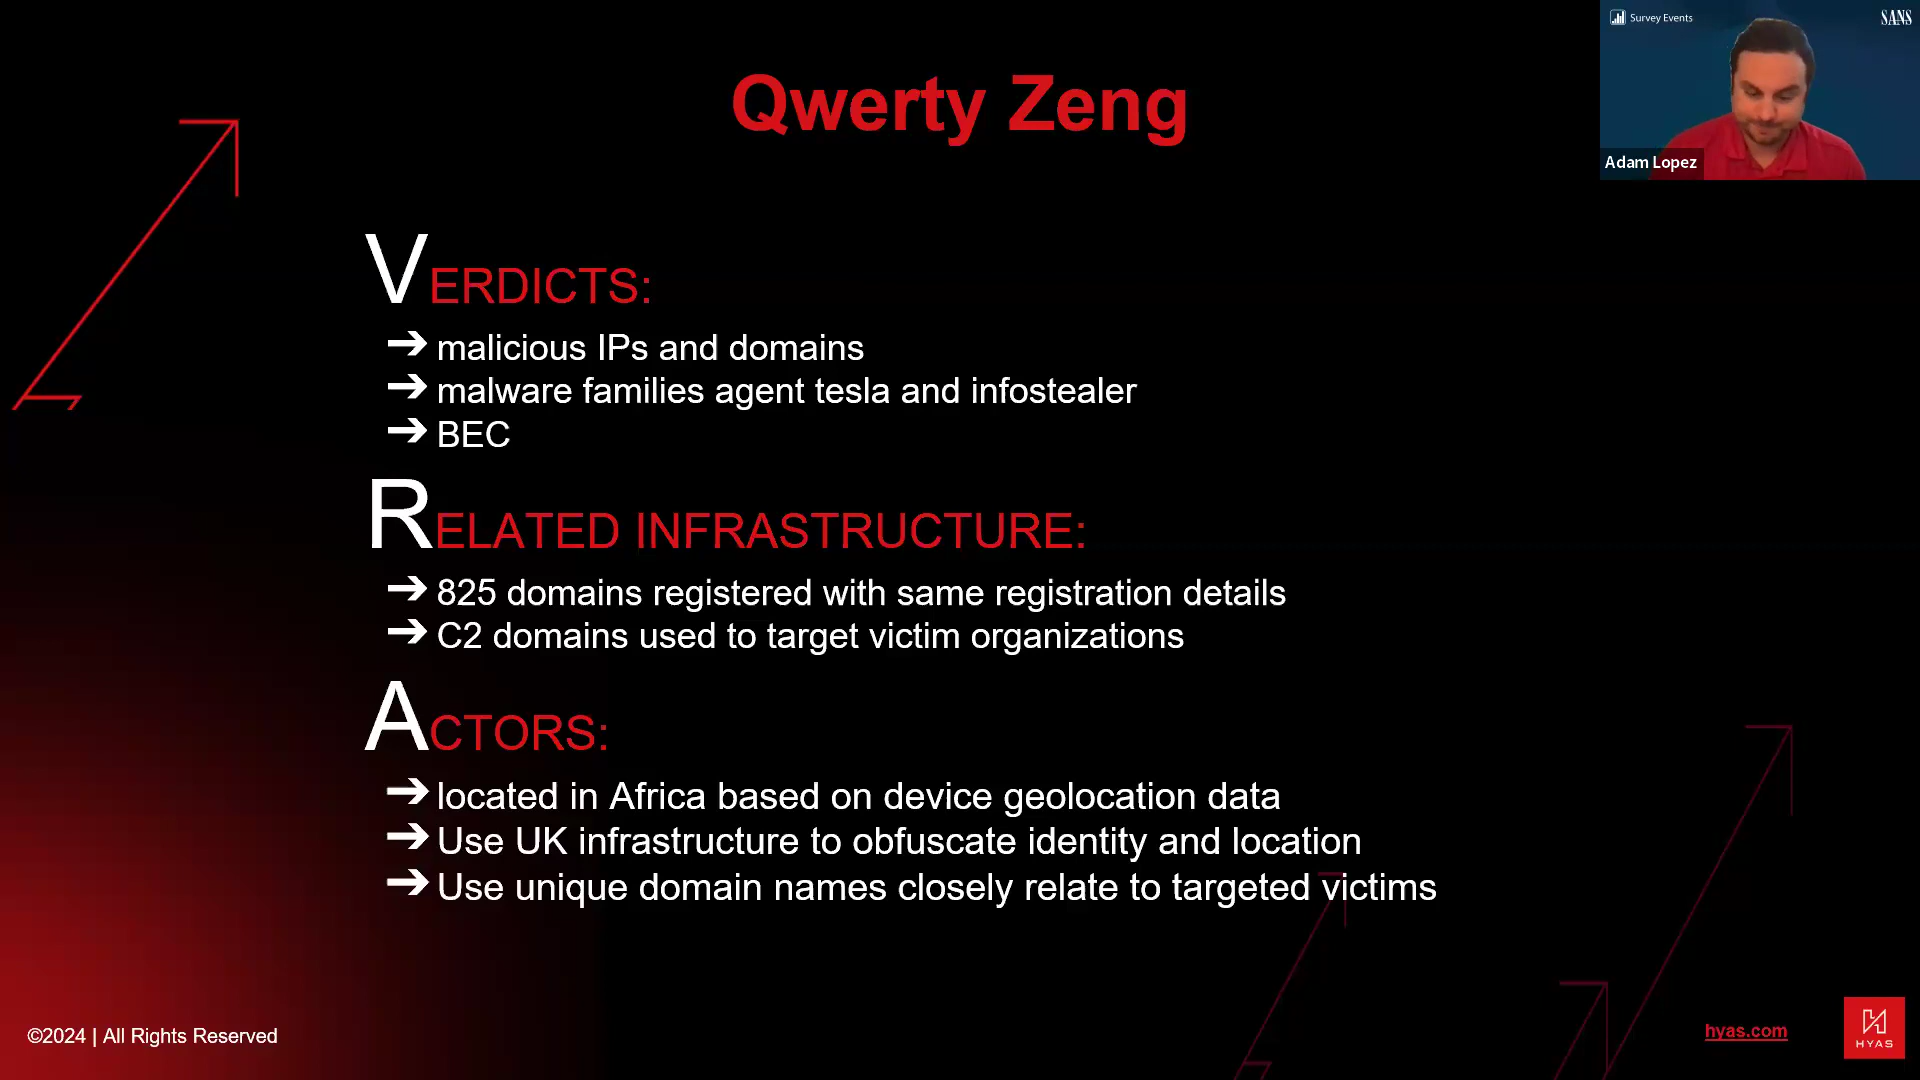 Survey Events
SANS
Adam Lopez
Qwerty Zeng
VERDICTS:
➔ malicious IPs and domains
➔ malware families agent tesla and infostealer
➔ BEC
RELATED INFRASTRUCTURE:
➔ 825 domains registered with same registration details
➔ C2 domains used to target victim organizations
ACTORS:
➔ located in Africa based on device geolocation data
➔ Use UK infrastructure to obfuscate identity and location
➔ Use unique domain names closely relate to targeted victims
©2024 | All Rights Reserved
hyas.com
HYAS